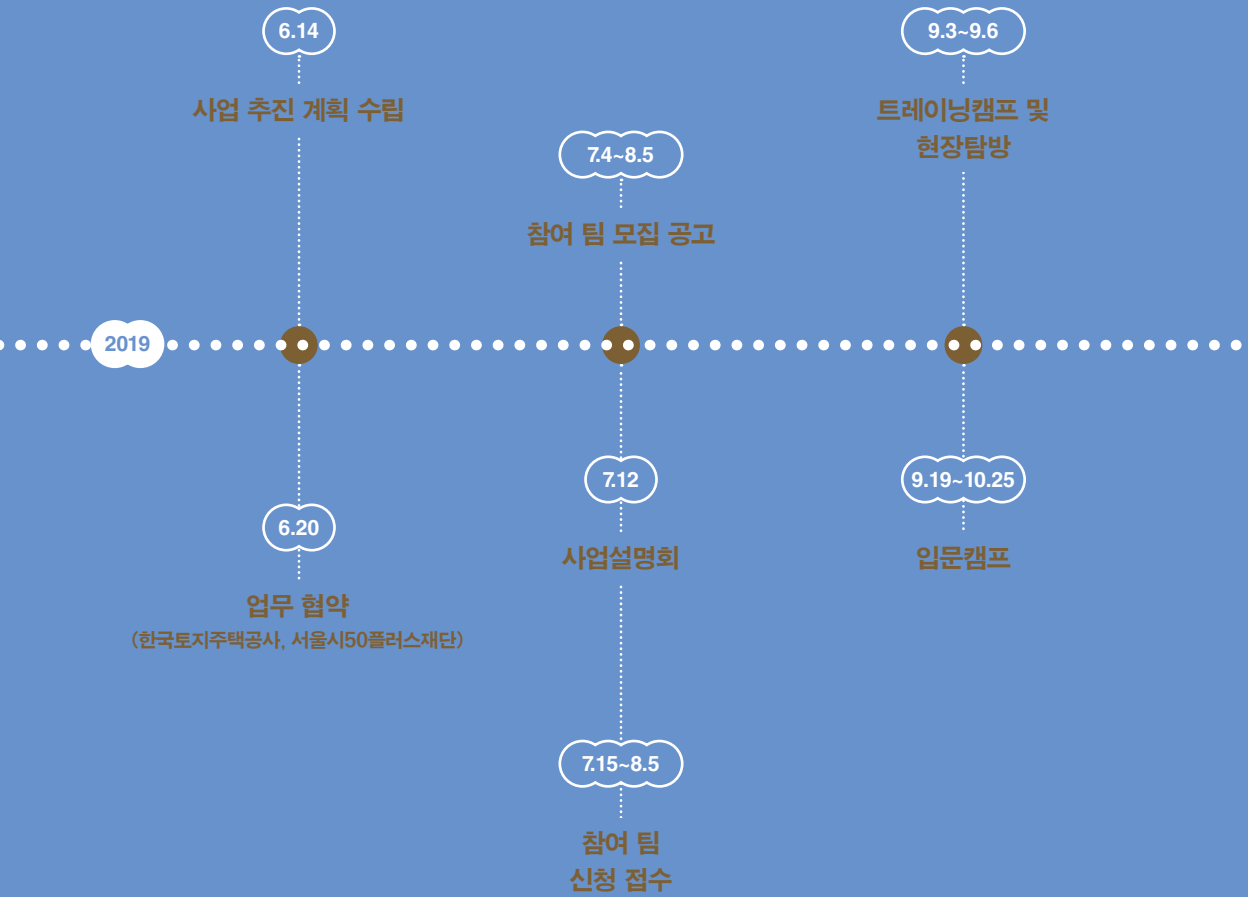 2019
6.14
사업 추진 계획 수립
6.20
업무 협약
(한국토지주택공사, 서울시50플러스재단)
7.4~8.5
참여 팀 모집 공고
7.12
사업설명회
7.15~8.5
참여 팀
신청 접수
9.3~9.6
트레이닝캠프 및
현장탐방
9.19~10.25
입문캠프